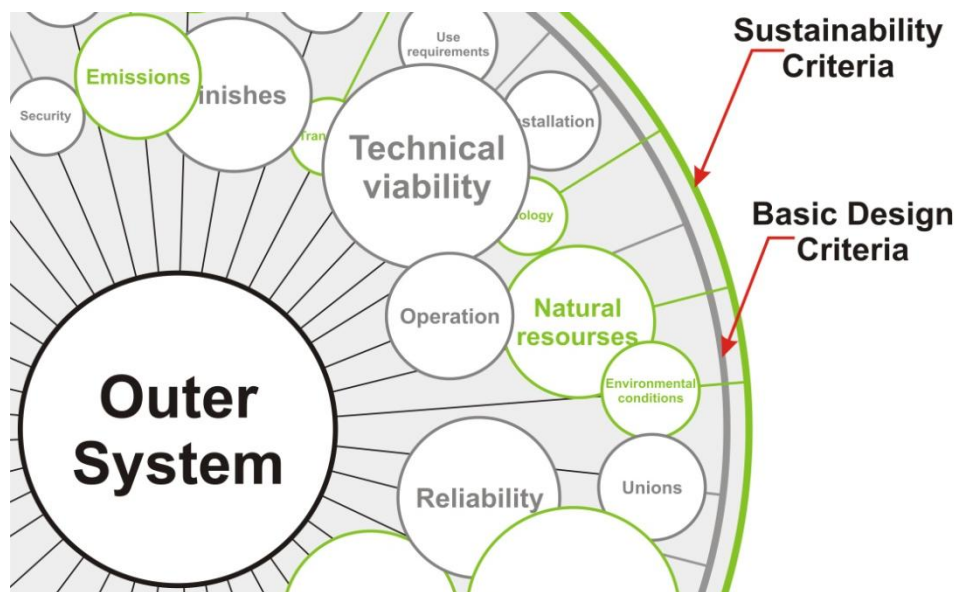 Sustainability
Criteria
Use
requirements
Emissions
inishes
Security
stallation
Tran
Technical
viability
Basic Design
Criteria
ology
Operation
Natural
resourses
Outer
System
Environmental
conditions
Reliability
Unions